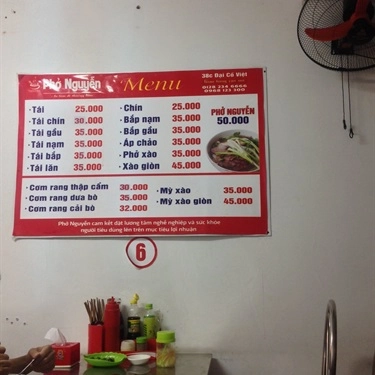 Phở Nguyễn
Menu
38c Đại Cồ Việt
- Tái 25.000
- Tái chín 30.000
- Tái gầu 35.000
- Tái nạm 35.000
- Tái bắp 35.000
- Tái lăn 35.000
- Chín 25.000
- Bắp nạm 35.000
- Bắp gầu 35.000
- Áp chảo 35.000
- Phở xào 35.000
- Xào giòn 45.000
PHỞ NGUYỄN
50.000
- Cơm rang thập cẩm 30.000
- Cơm rang dưa bò 35.000
- Cơm rang cải bò 32.000
- Mỳ xào 35.000
- Mỳ xào giòn 45.000
Phở Nguyễn cam kết đặt lương tâm nghề nghiệp và sức khỏe
người tiêu dùng lên trên mục tiêu lợi nhuận
6